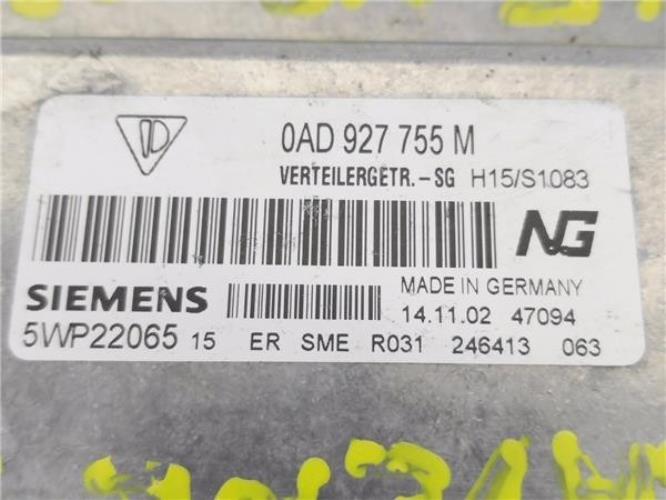 0AD 927 755 M
VERTEILERGETR.-SG H15/S1083
NG
SIEMENS
MADE IN GERMANY
14.11.02 47094
5WP22065 15 ER SME R031 246413 063